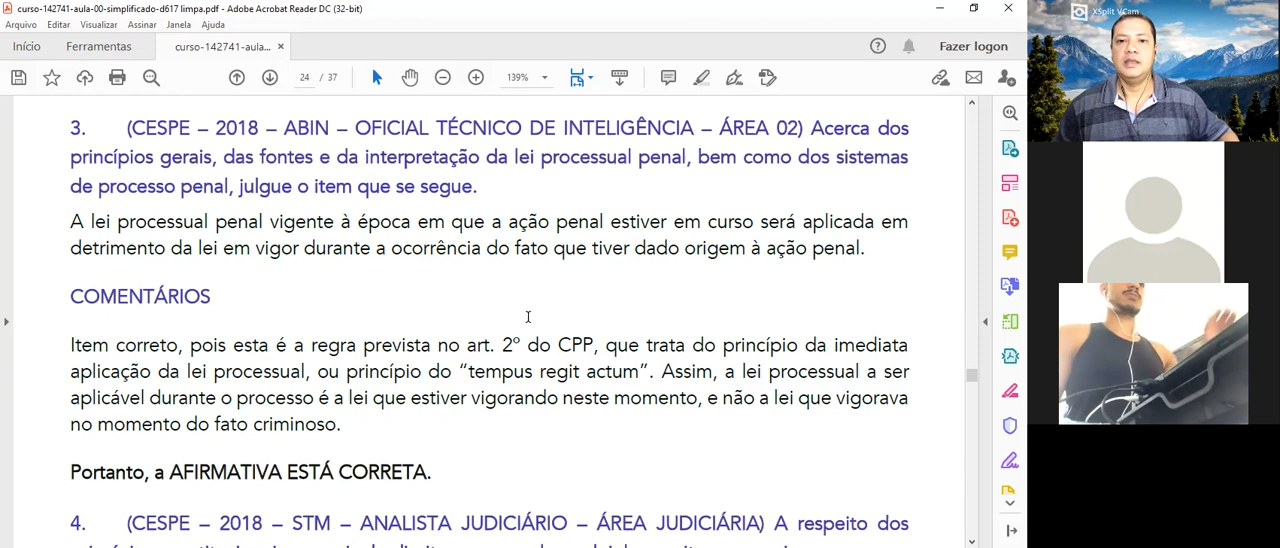 curso-142741-aula-00-simplificado-d617 limpa.pdf - Adobe Acrobat Reader DC (32-bit)
Arquivo Editar Visualizar Assinar Janela Ajuda
Início Ferramentas curso-142741-aula... × Fazer logon
24 / 37 139%
3. (CESPE – 2018 – ABIN – OFICIAL TÉCNICO DE INTELIGÊNCIA – ÁREA 02) Acerca dos
princípios gerais, das fontes e da interpretação da lei processual penal, bem como dos sistemas
de processo penal, julgue o item que se segue.
A lei processual penal vigente à época em que a ação penal estiver em curso será aplicada em
detrimento da lei em vigor durante a ocorrência do fato que tiver dado origem à ação penal.
COMENTÁRIOS
Item correto, pois esta é a regra prevista no art. 2º do CPP, que trata do princípio da imediata
aplicação da lei processual, ou princípio do “tempus regit actum”. Assim, a lei processual a ser
aplicável durante o processo é a lei que estiver vigorando neste momento, e não a lei que vigorava
no momento do fato criminoso.
Portanto, a AFIRMATIVA ESTÁ CORRETA.
4. (CESPE – 2018 – STM – ANALISTA JUDICIÁRIO – ÁREA JUDICIÁRIA) A respeito dos
XSplit VCam